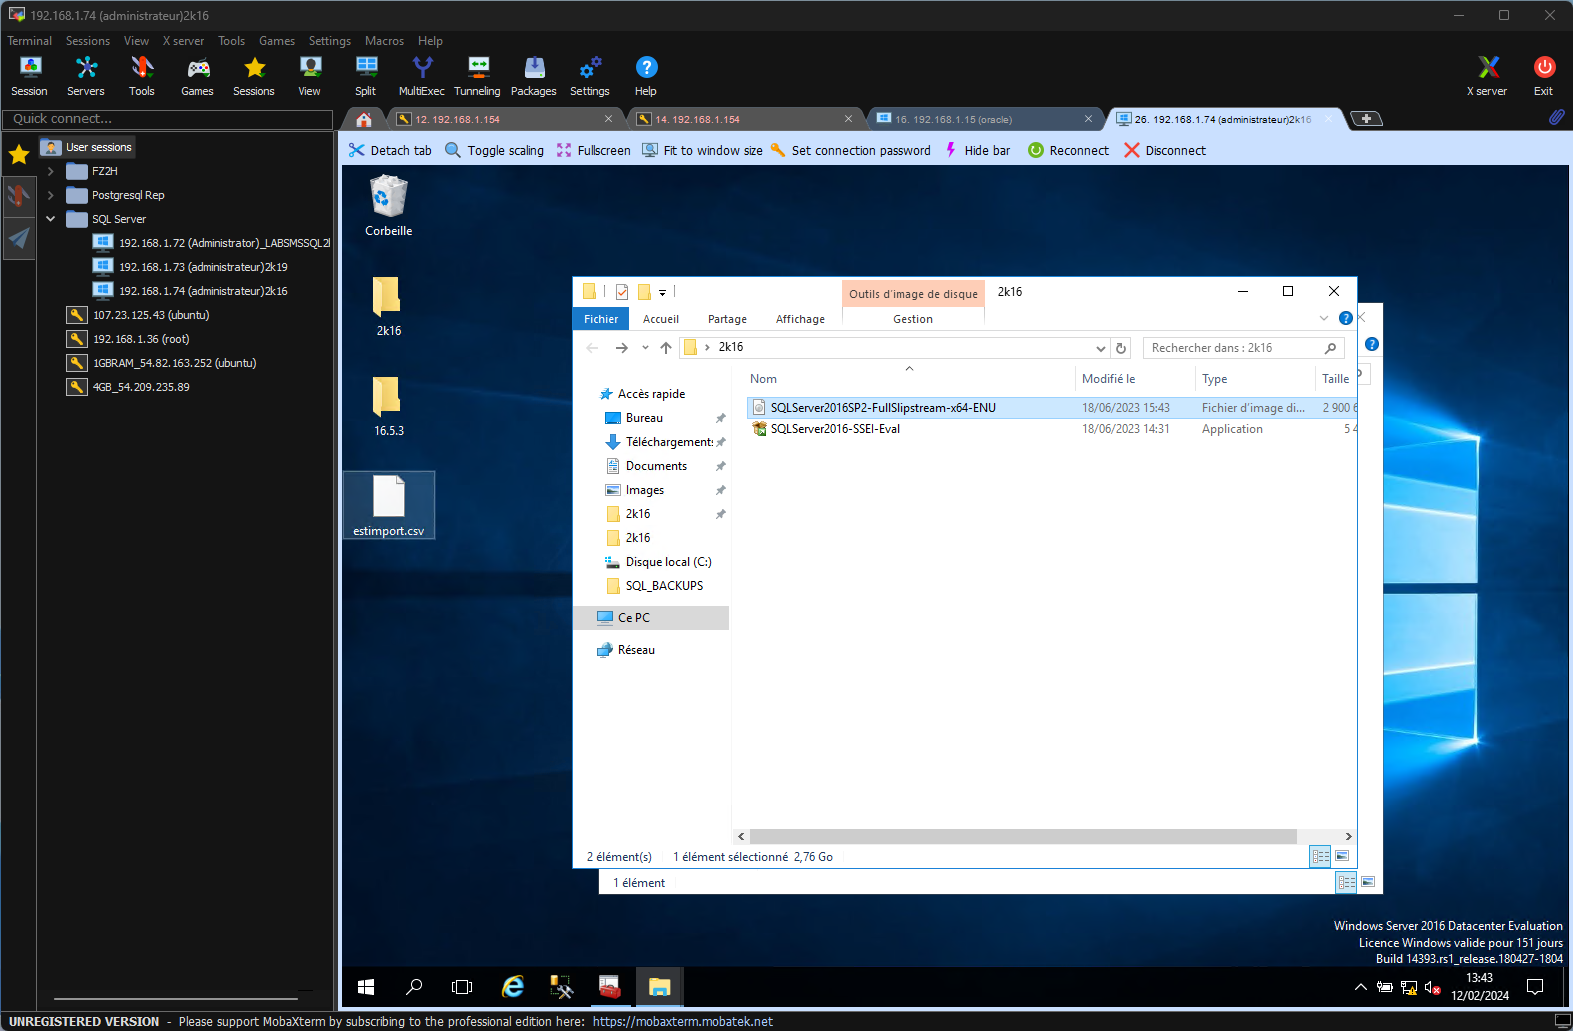 192.168.1.74 (administrateur)2k16
Terminal Sessions View X server Tools Games Settings Macros Help
Session Servers Tools Games Sessions View Split MultiExec Tunneling Packages Settings Help X server Exit
Quick connect...
12. 192.168.1.154
14. 192.168.1.154
16. 192.168.1.15 (oracle)
26. 192.168.1.74 (administrateur)2k16
Detach tab Toggle scaling Fullscreen Fit to window size Set connection password Hide bar Reconnect Disconnect
User sessions
FZ2H
Postgresql Rep
SQL Server
192.168.1.72 (Administrator)_LABSMSSQL2
192.168.1.73 (administrateur)2k19
192.168.1.74 (administrateur)2k16
107.23.125.43 (ubuntu)
192.168.1.36 (root)
1GBRAM_54.82.163.252 (ubuntu)
4GB_54.209.235.89
Corbeille
2k16
16.5.3
estimport.csv
Outils d'image de disque 2k16
Fichier Accueil Partage Affichage Gestion
2k16
Rechercher dans : 2k16
Nom Modifié le Type Taille
SQLServer2016SP2-FullSlipstream-x64-ENU 18/06/2023 15:43 Fichier d'image di... 2 900 6
SQLServer2016-SSEI-Eval 18/06/2023 14:31 Application 5 4
Accès rapide
Bureau
Téléchargements
Documents
Images
2k16
2k16
Disque local (C:)
SQL_BACKUPS
Ce PC
Réseau
2 élément(s) 1 élément sélectionné 2,76 Go
1 élément
Windows Server 2016 Datacenter Evaluation
Licence Windows valide pour 151 jours
Build 14393.rs1_release.180427-1804
13:43
12/02/2024
UNREGISTERED VERSION - Please support MobaXterm by subscribing to the professional edition here: https://mobaxterm.mobatek.net